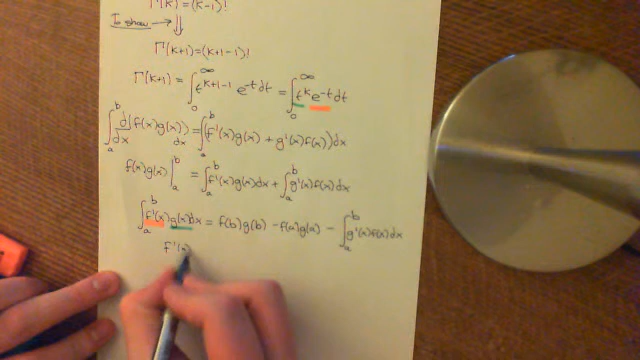 Γ(k)=(k-1)!
To show → ⇓
Γ(k+1)=(k+1-1)!
Γ(k+1) = ∫₀^∞ t^(k+1-1) e^(-t) dt = ∫₀^∞ t^k e^(-t) dt
∫ₐᵇ d/dx (f(x)g(x)) dx = ∫ₐᵇ (f'(x)g(x) + g'(x)f(x)) dx
f(x)g(x) |ₐᵇ = ∫ₐᵇ f'(x)g(x)dx + ∫ₐᵇ g'(x)f(x)dx
∫ₐᵇ f'(x) g(x)dx = f(b)g(b) - f(a)g(a) - ∫ₐᵇ g'(x)f(x)dx
f'(x)